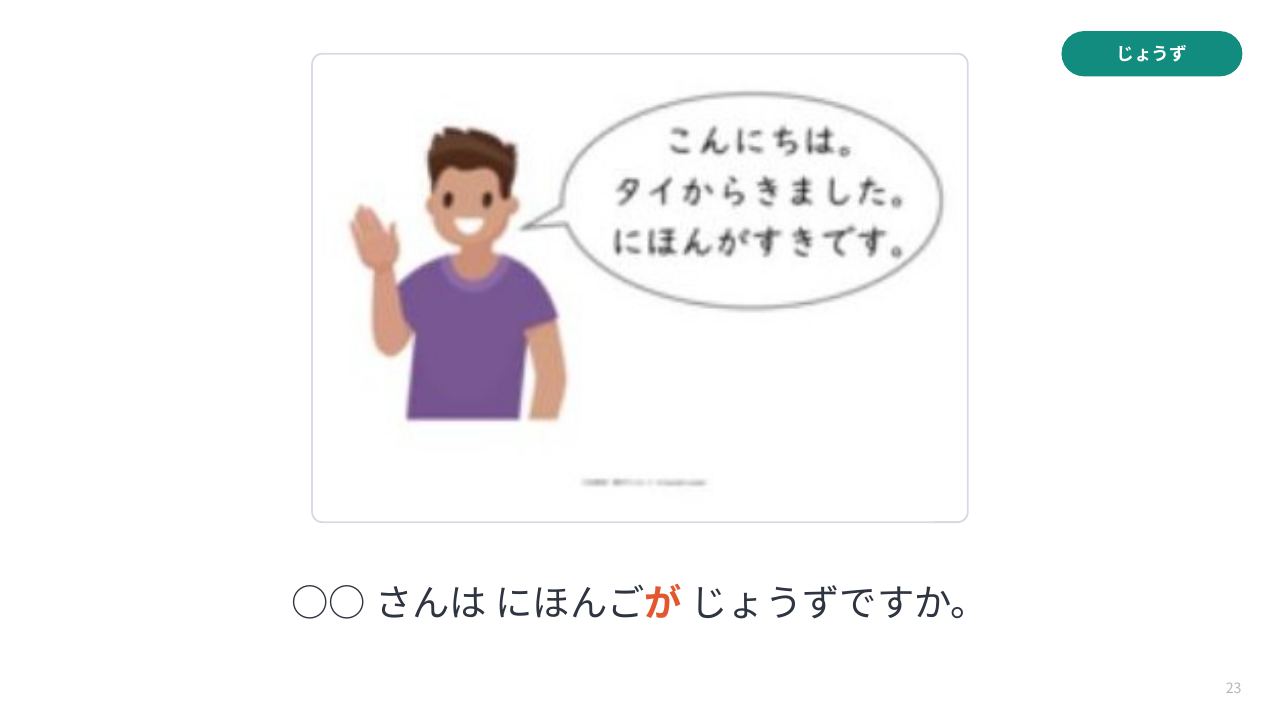 じょうず
こんにちは。
タイからきました。
にほんがすきです。
○○ さんは にほんごが じょうずですか。
23